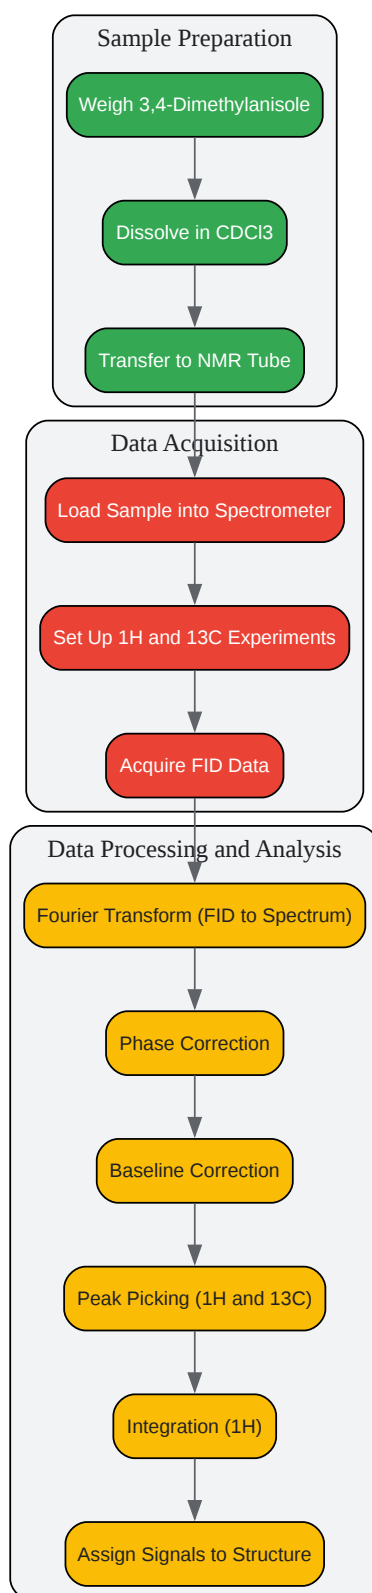 Sample Preparation
Weigh 3,4-Dimethylanisole
Dissolve in CDCl3
Transfer to NMR Tube
Data Acquisition
Load Sample into Spectrometer
Set Up 1H and 13C Experiments
Acquire FID Data
Data Processing and Analysis
Fourier Transform (FID to Spectrum)
Phase Correction
Baseline Correction
Peak Picking (1H and 13C)
Integration (1H)
Assign Signals to Structure